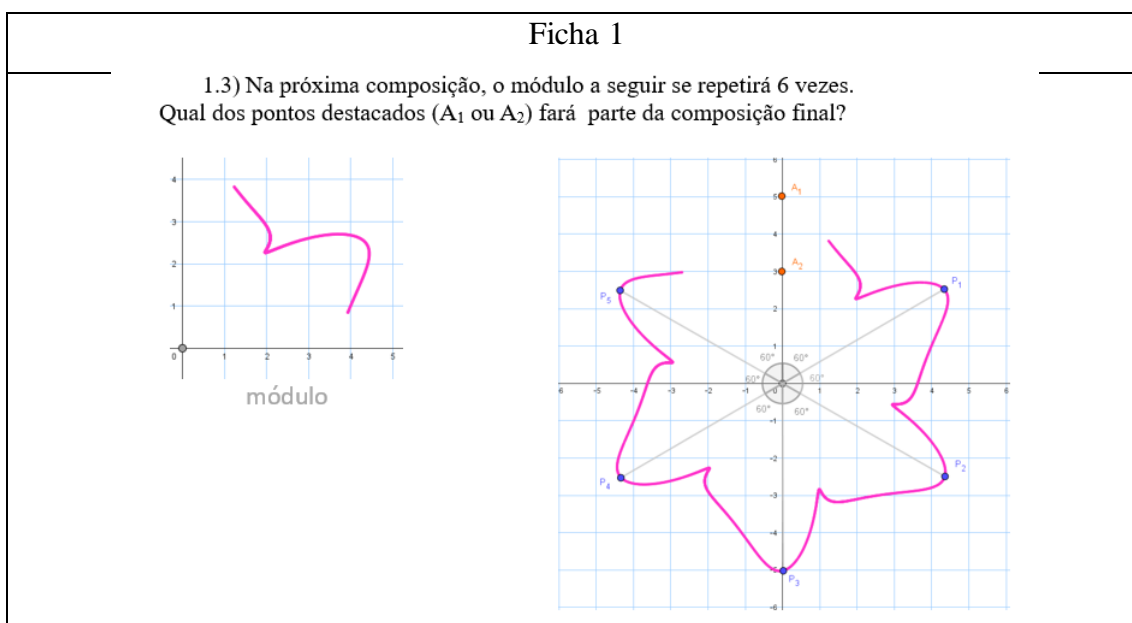 Ficha 1
1.3) Na próxima composição, o módulo a seguir se repetirá 6 vezes.
Qual dos pontos destacados (A₁ ou A₂) fará parte da composição final?
4
3
2
1
0 1 2 3 4 5
módulo
6
A₁
5
4
A₂
3
P₁
P₅
2
1
60° 60°
60° 60°
6 -5 -4 -3 -2 -1 0 1 2 3 4 5 6
60° 60°
-1
-2
P₂
P₄
-3
-4
P₃
-6